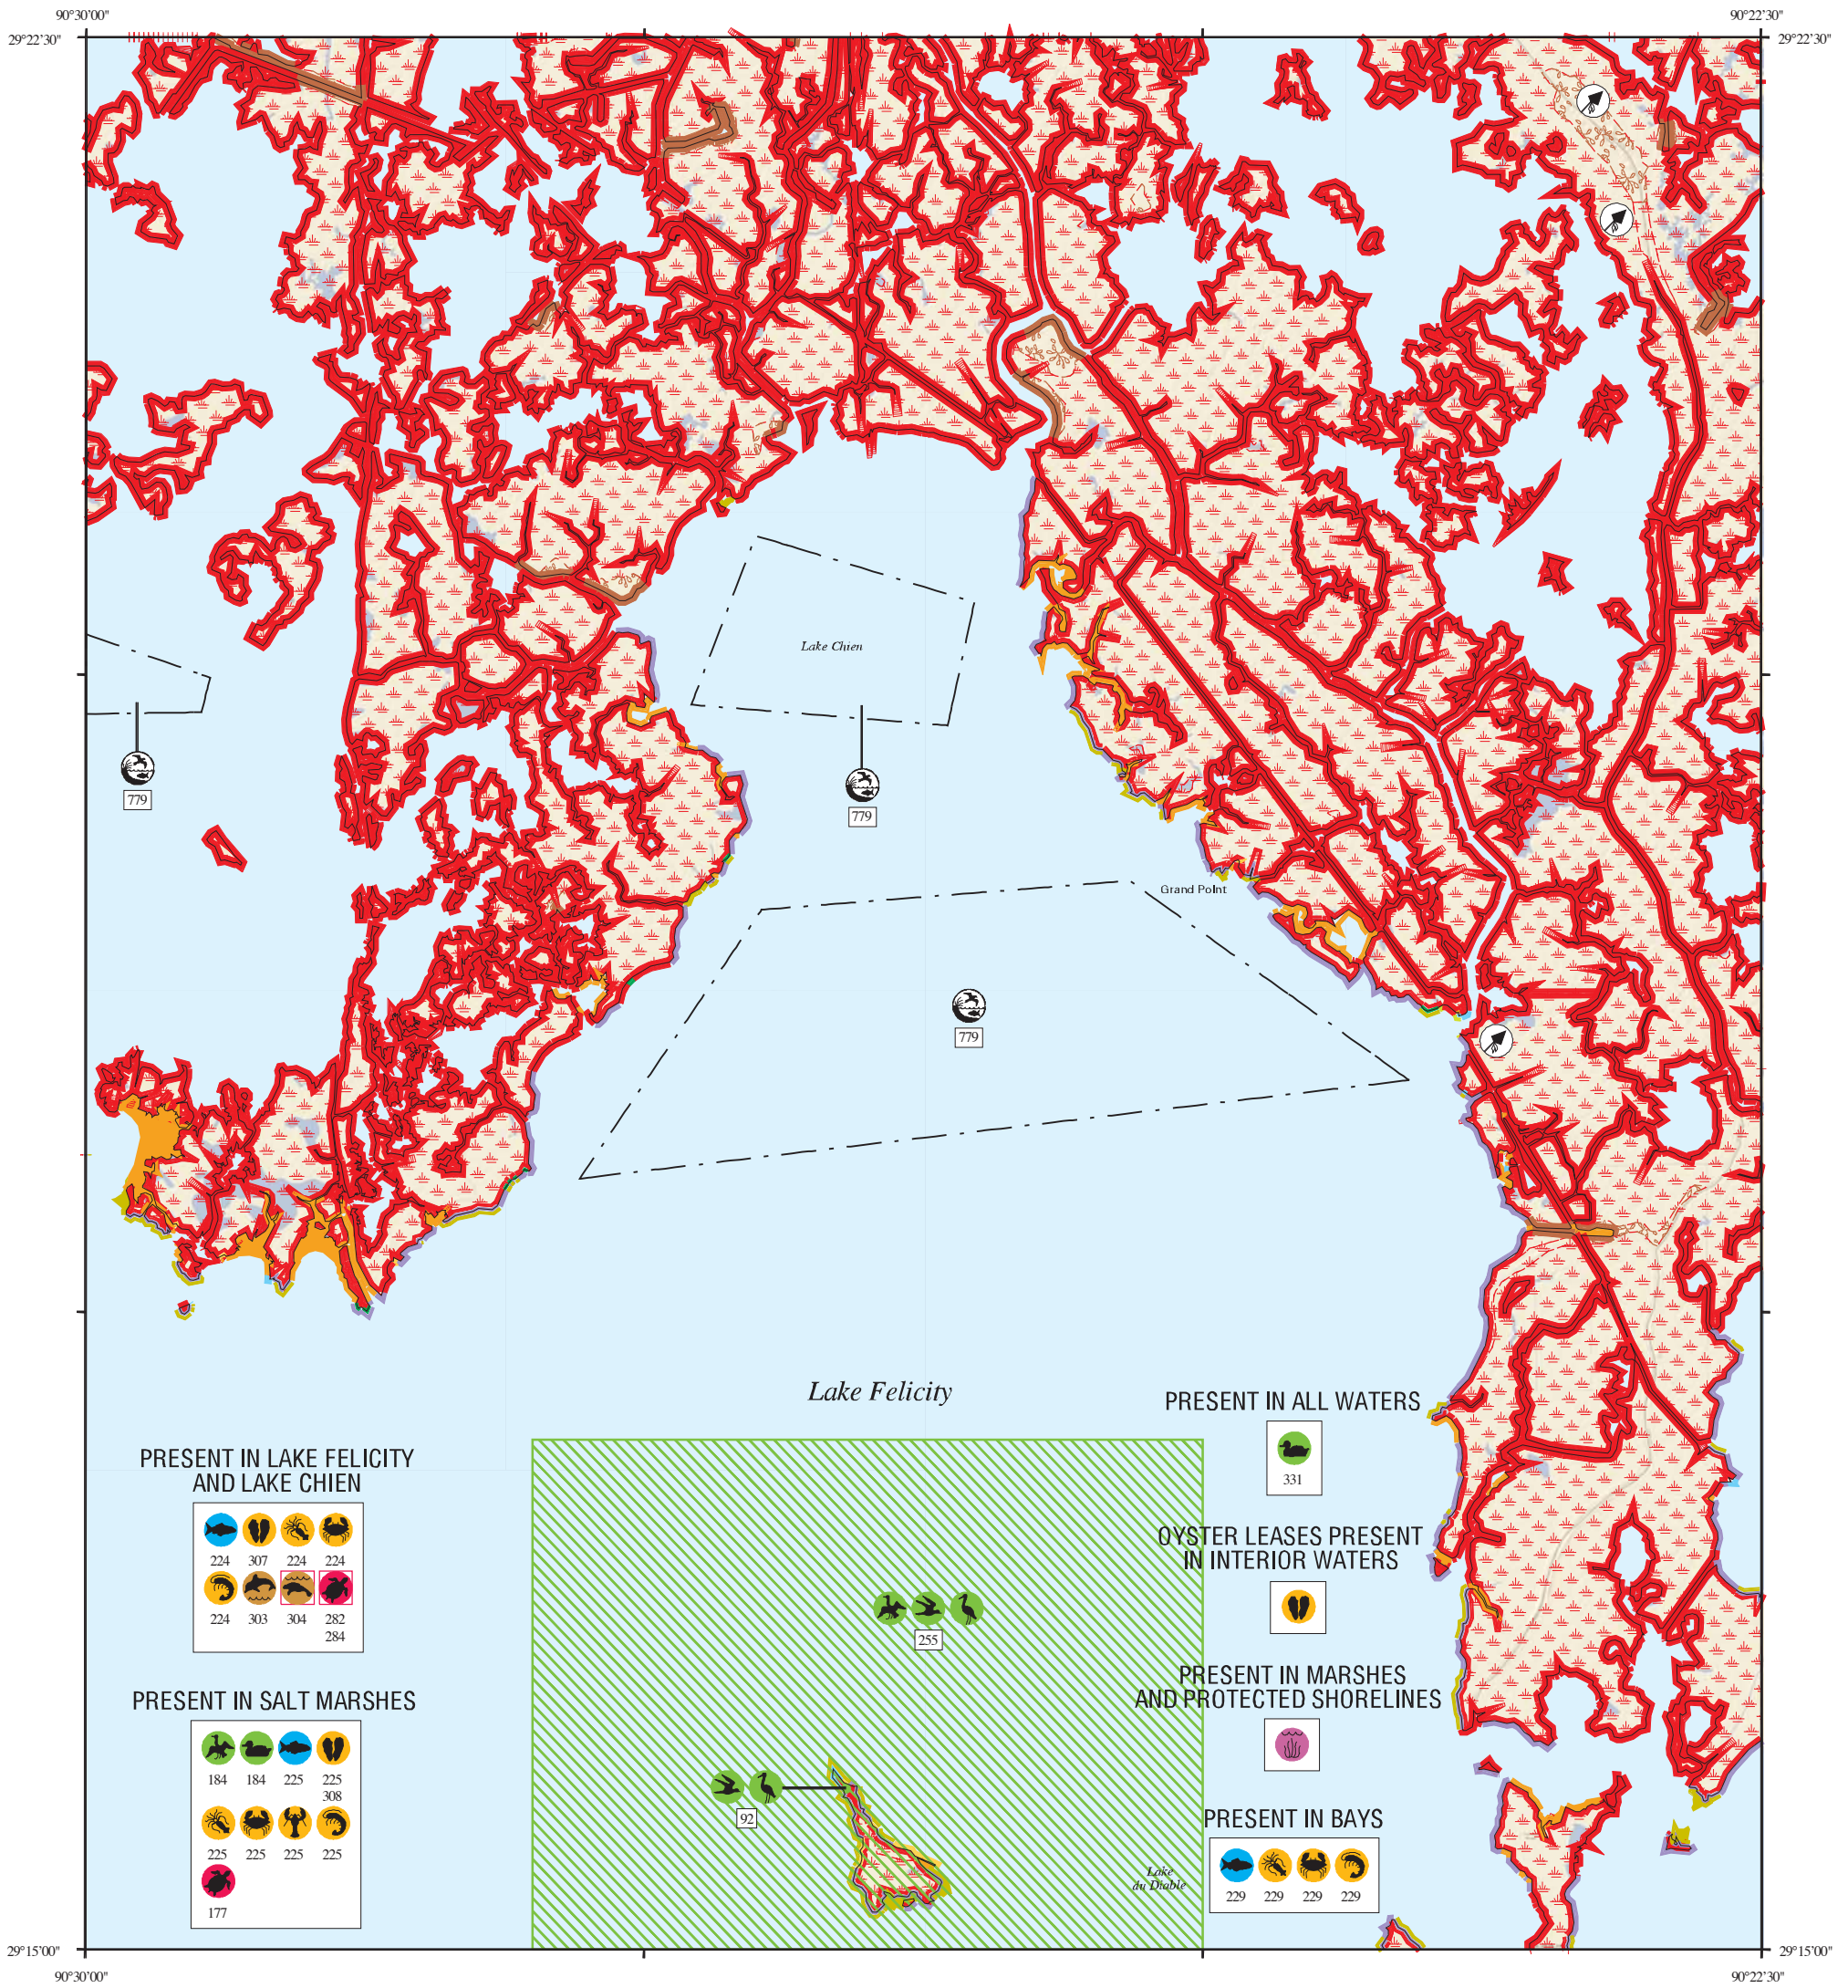 90°30'00"
90°22'30"
29°22'30"
29°22'30"
Lake Chien
779
779
Grand Point
779
Lake Felicity
PRESENT IN ALL WATERS
331
PRESENT IN LAKE FELICITY
AND LAKE CHIEN
224 307 224 224
224 303 304 282
284
OYSTER LEASES PRESENT
IN INTERIOR WATERS
255
PRESENT IN MARSHES
AND PROTECTED SHORELINES
PRESENT IN SALT MARSHES
184 184 225 225
308
225 225 225 225
177
92
PRESENT IN BAYS
229 229 229 229
Lake
du Diable
29°15'00"
29°15'00"
90°30'00"
90°22'30"